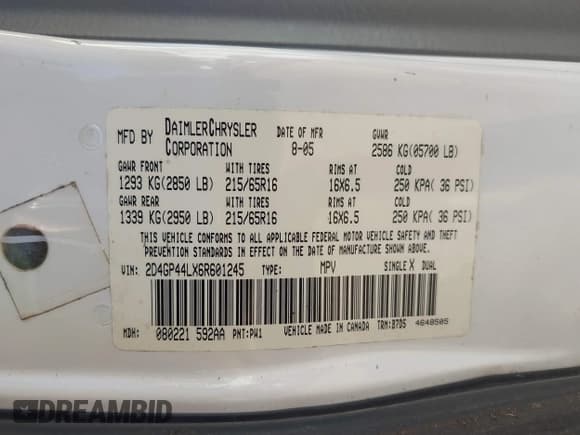 MFD BY DAIMLERCHRYSLER CORPORATION DATE OF MFR 8-05 GVWR 2586 KG(05700 LB)
GAWR FRONT WITH TIRES RIMS AT COLD
1293 KG(2850 LB) 215/65R16 16X6.5 250 KPA( 36 PSI)
GAWR REAR WITH TIRES RIMS AT COLD
1339 KG(2950 LB) 215/65R16 16X6.5 250 KPA( 36 PSI)
THIS VEHICLE CONFORMS TO ALL APPLICABLE FEDERAL MOTOR VEHICLE SAFETY AND THEFT
PREVENTION STANDARDS IN EFFECT ON THE DATE OF MANUFACTURE SHOWN ABOVE.
VIN: 2D4GP44LX6R601245 TYPE: MPV SINGLE X DUAL
MDH: 080221 592AA PNT:PW1 VEHICLE MADE IN CANADA TRM:B7D5 4648505
DREAMBID